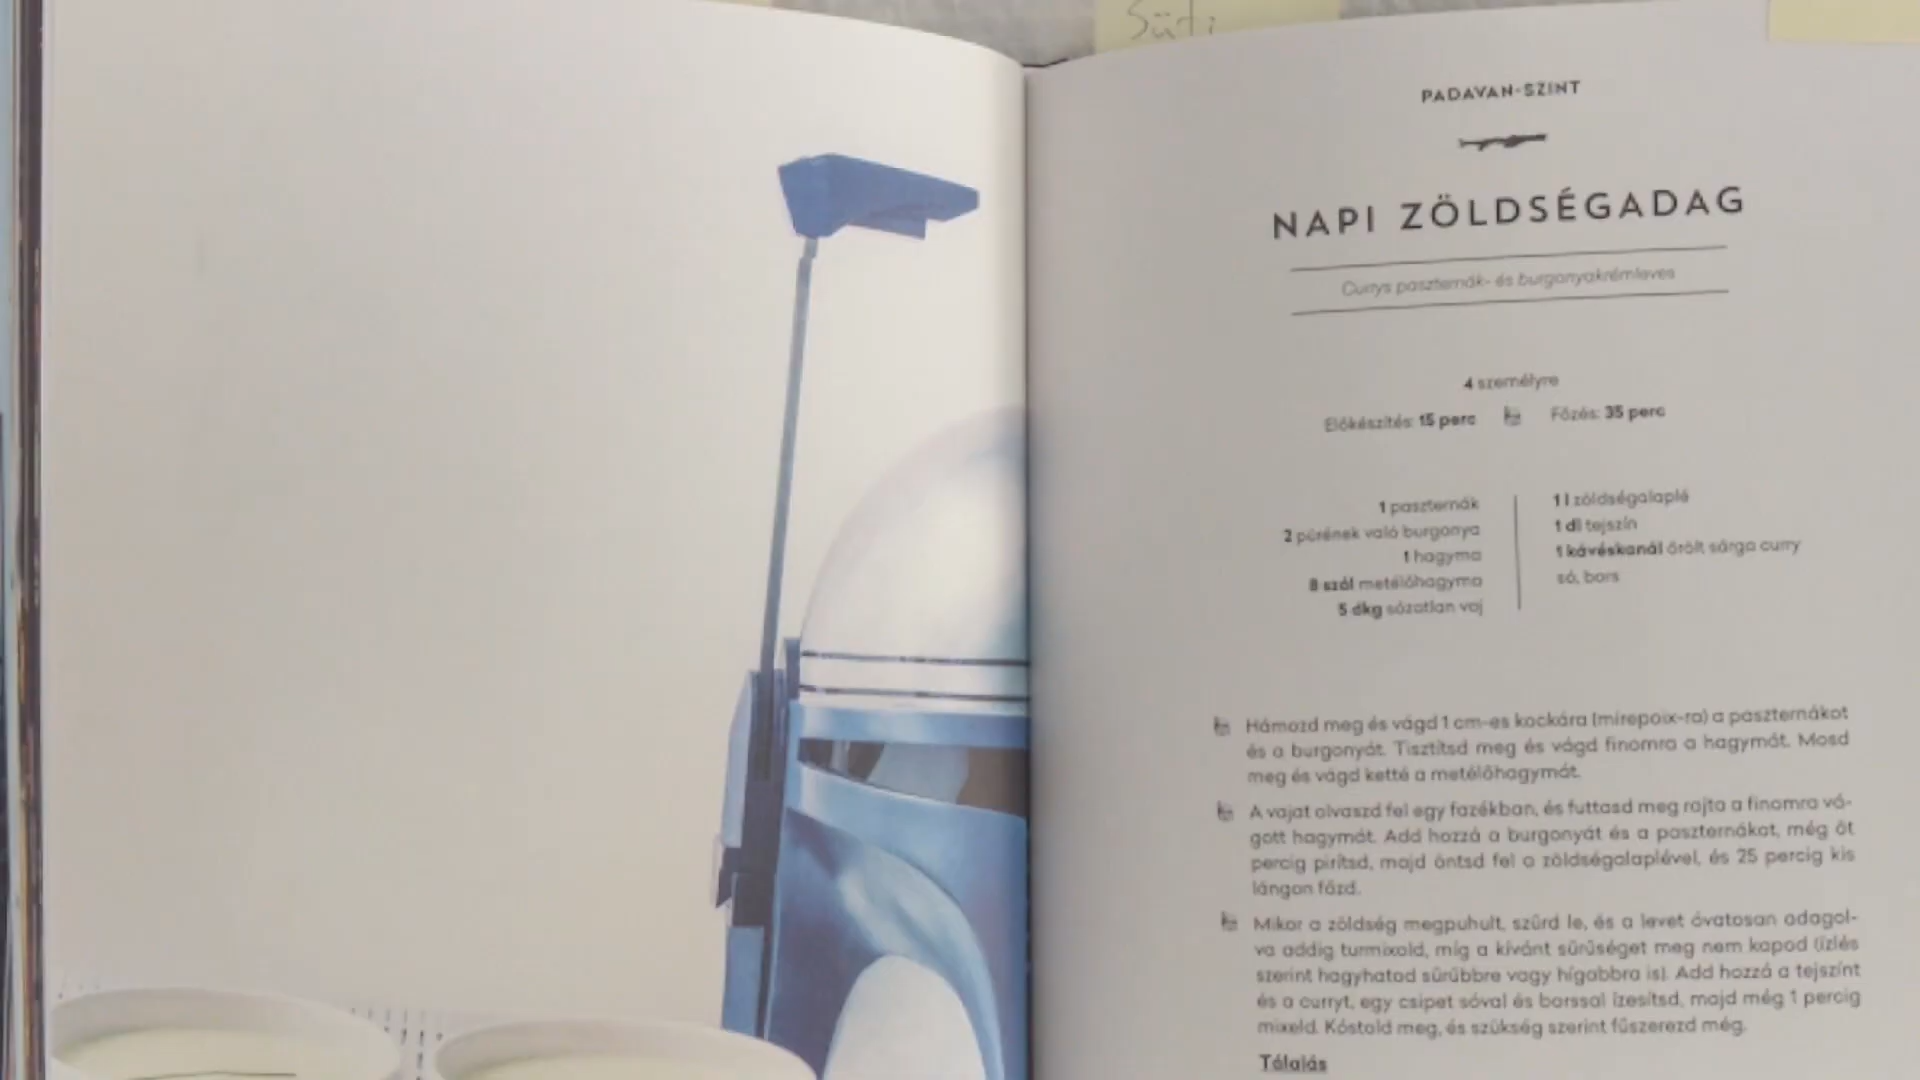 Süti
PADAVAN-SZINT
NAPI ZÖLDSÉGADAG
Currys paszternák- és burgonyakrémleves
4 személyre
Előkészítés: 15 perc Főzés: 35 perc
1 paszternák
2 pürének való burgonya
1 hagyma
8 szál metélőhagyma
5 dkg sózatlan vaj
1 l zöldségalaplé
1 dl tejszín
1 kávéskanál őrölt sárga curry
só, bors
Hámozd meg és vágd 1 cm-es kockára (mirepoix-ra) a paszternákot
és a burgonyát. Tisztítsd meg és vágd finomra a hagymát. Mosd
meg és vágd ketté a metélőhagymát.
A vajat olvaszd fel egy fazékban, és futtasd meg rajta a finomra vá-
gott hagymát. Add hozzá a burgonyát és a paszternákot, még öt
percig pirítsd, majd öntsd fel a zöldségalaplével, és 25 percig kis
lángon főzd.
Mikor a zöldség megpuhult, szűrd le, és a levet óvatosan adagol-
va addig turmixold, míg a kívánt sűrűséget meg nem kapod (ízlés
szerint hagyhatod sűrűbbre vagy hígabbra is). Add hozzá a tejszínt
és a curryt, egy csipet sóval és borssal ízesítsd, majd még 1 percig
mixeld. Kóstold meg, és szükség szerint fűszerezd még.
Tálalás